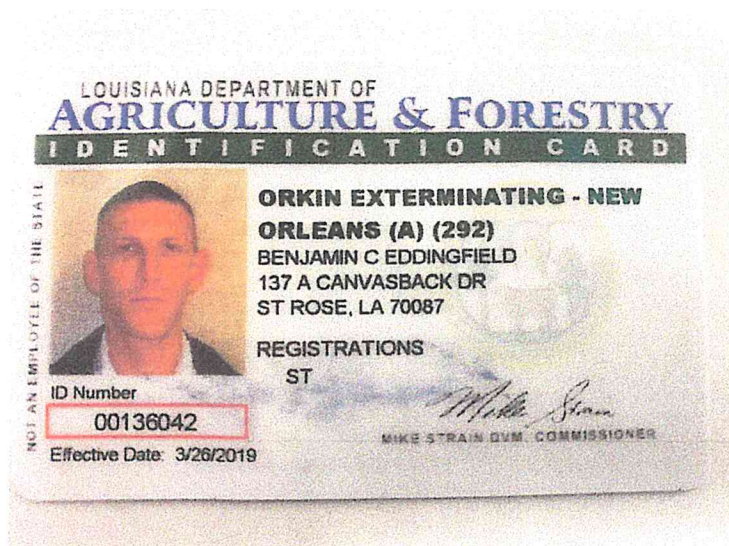 LOUISIANA DEPARTMENT OF
AGRICULTURE & FORESTRY
IDENTIFICATION CARD
NOT AN EMPLOYEE OF THE STATE
ORKIN EXTERMINATING - NEW
ORLEANS (A) (292)
BENJAMIN C EDDINGFIELD
137 A CANVASBACK DR
ST ROSE, LA 70087
REGISTRATIONS
ST
ID Number
00136042
Effective Date: 3/26/2019
Mike Strain
MIKE STRAIN DVM, COMMISSIONER